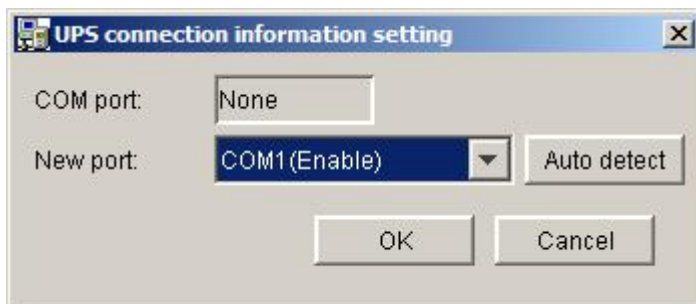 UPS connection information setting
COM port: None
New port: COM1(Enable) Auto detect
OK Cancel